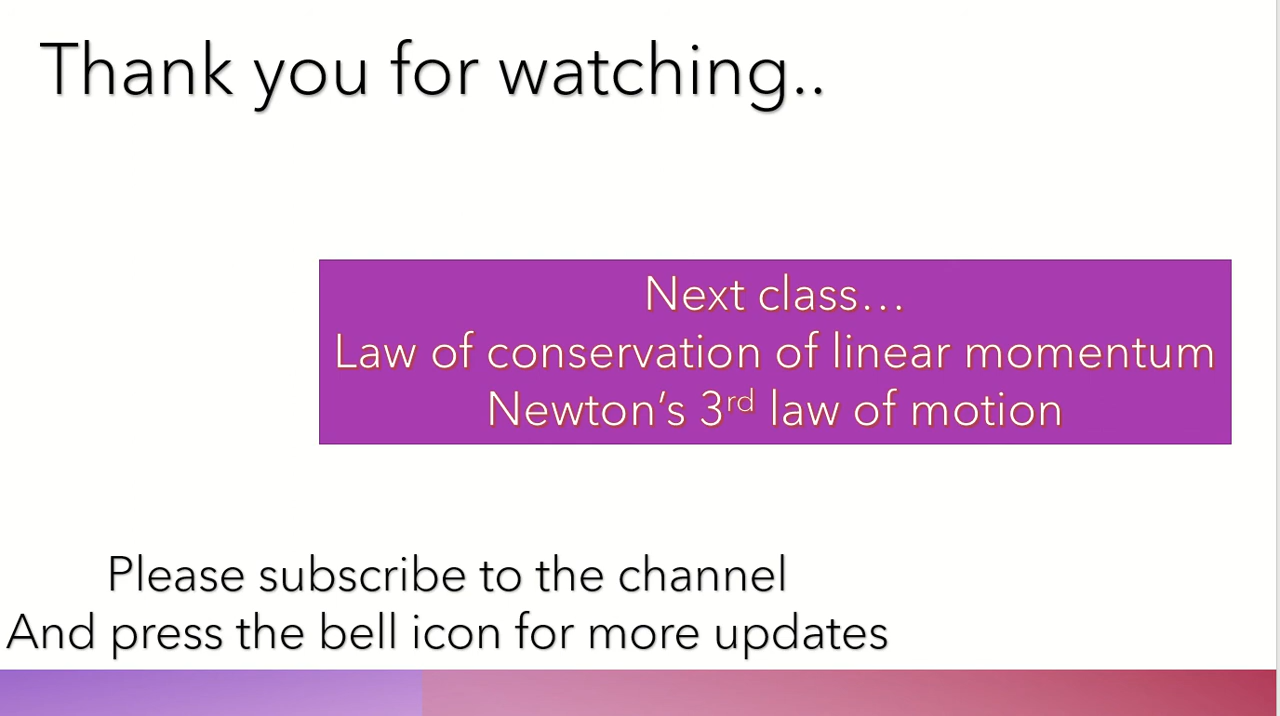 Thank you for watching..
Next class...
Law of conservation of linear momentum
Newton’s 3rd law of motion
Please subscribe to the channel
And press the bell icon for more updates